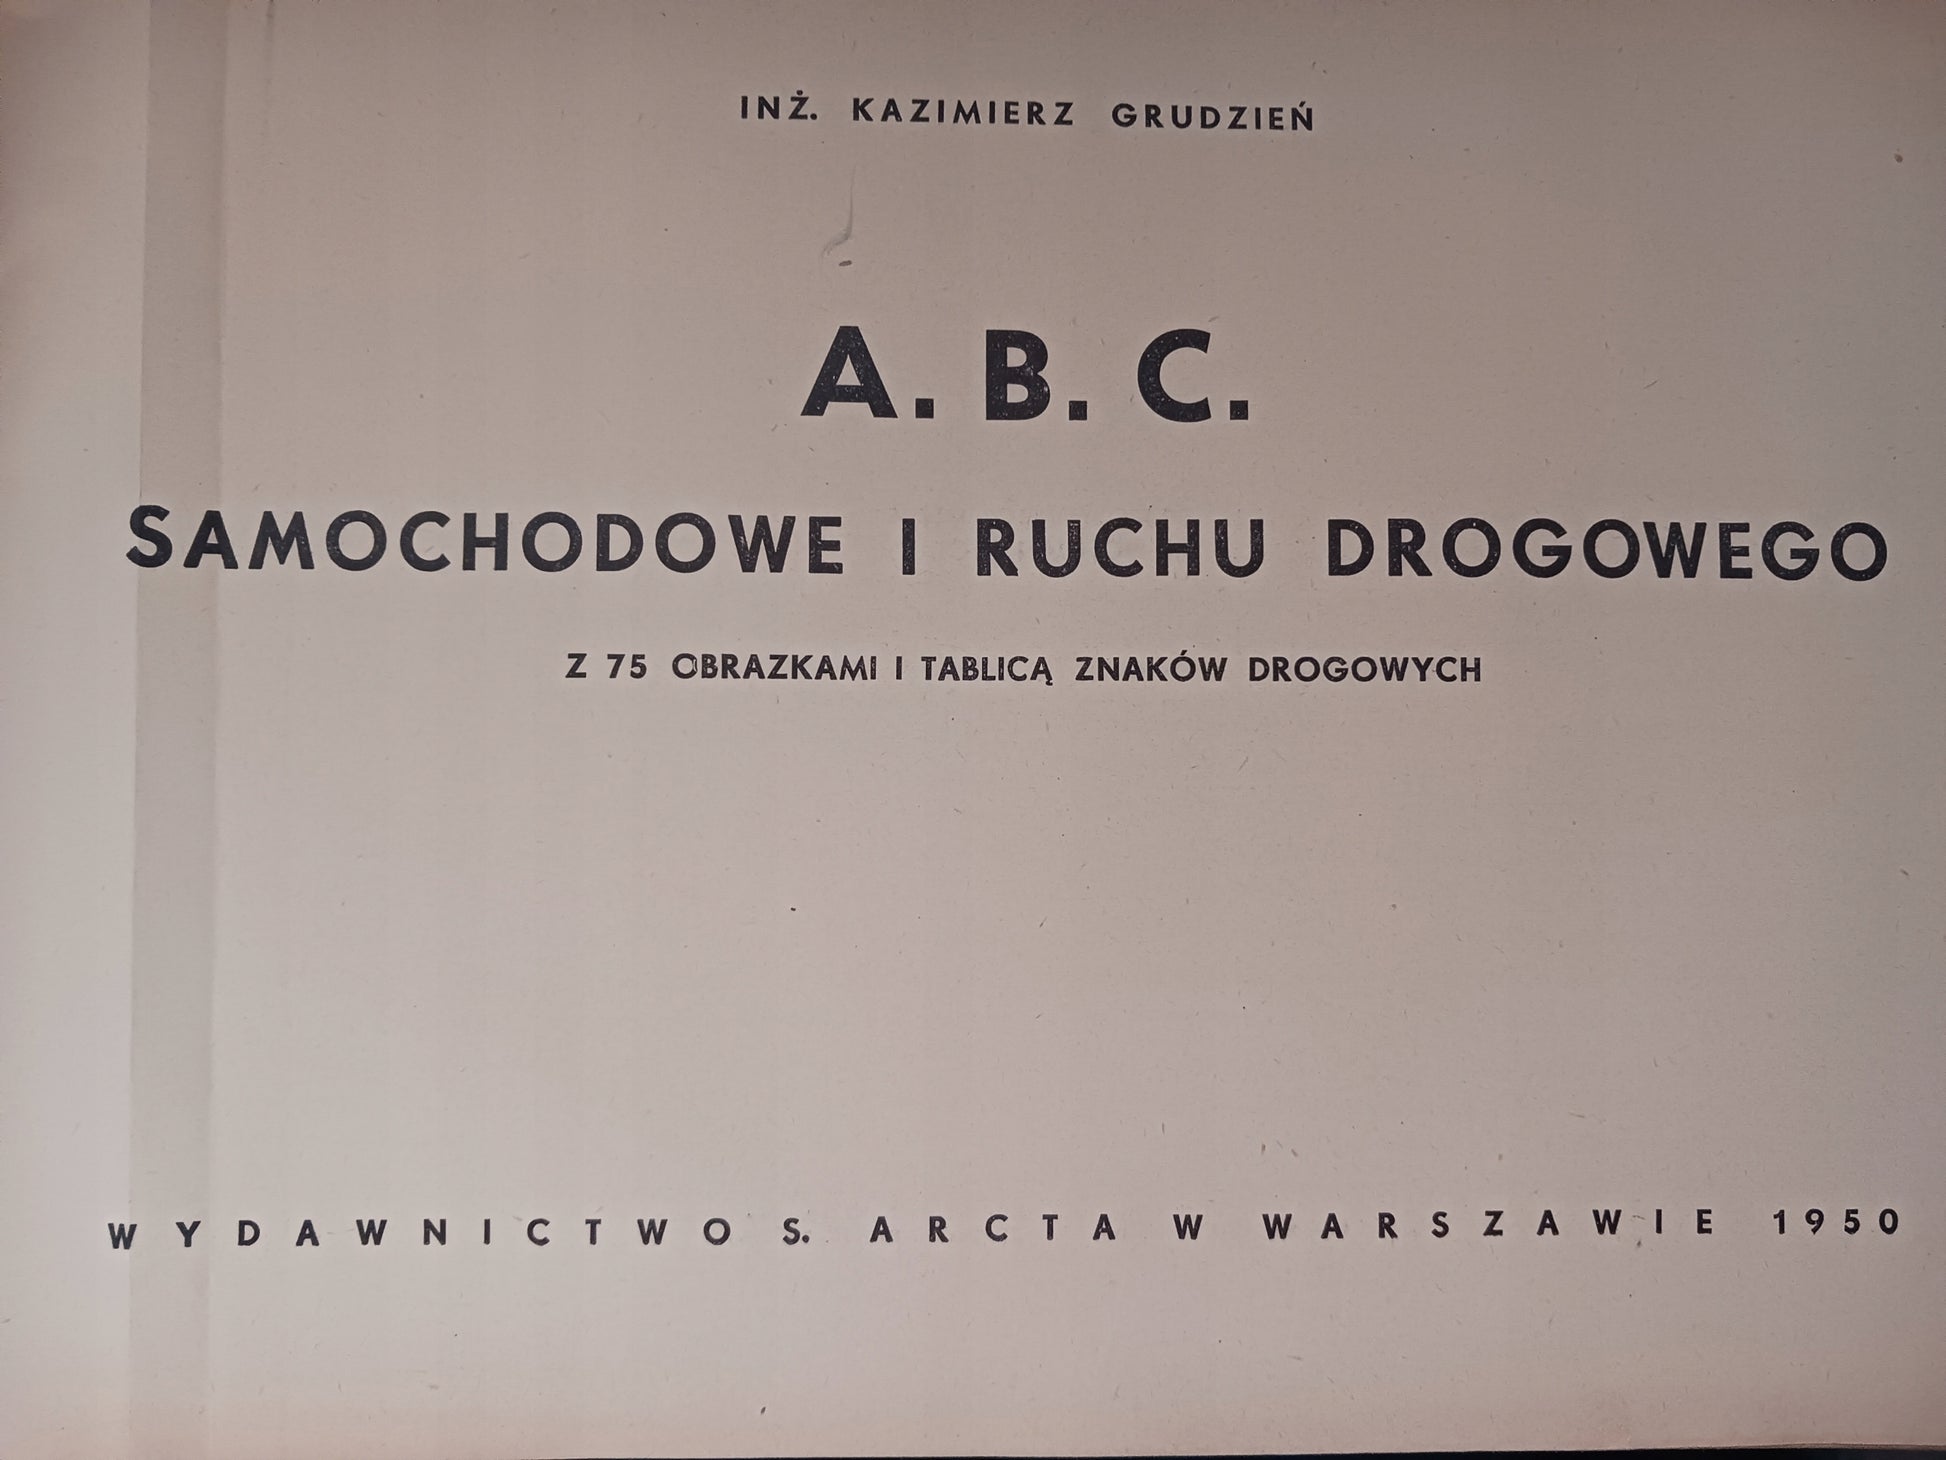 INŻ. KAZIMIERZ GRUDZIEŃ
A. B. C.
SAMOCHODOWE I RUCHU DROGOWEGO
Z 75 OBRAZKAMI I TABLICĄ ZNAKÓW DROGOWYCH
WYDAWNICTWO S. ARCTA W WARSZAWIE 1950